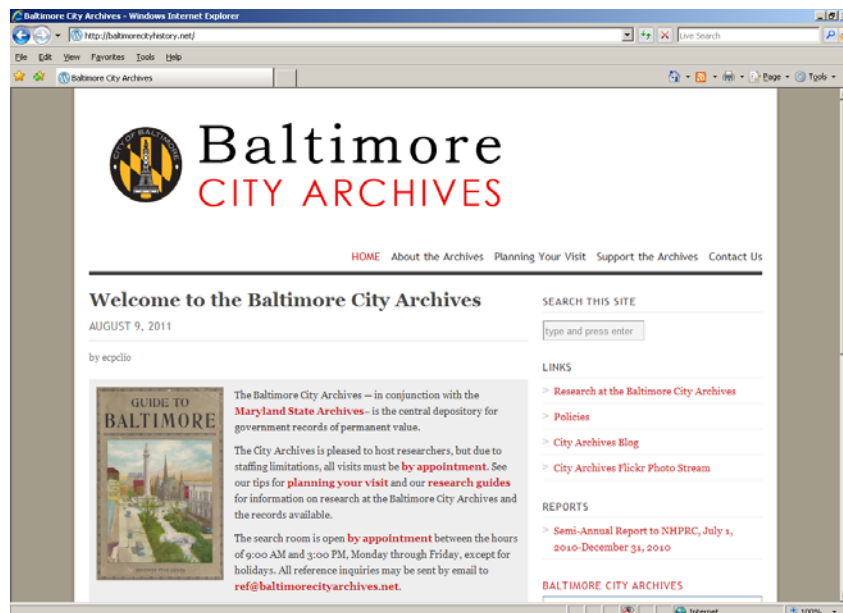 Baltimore City Archives - Windows Internet Explorer
http://baltimorecityhistory.net/
Live Search
File Edit View Favorites Tools Help
Baltimore City Archives
Page Tools
CITY OF BALTIMORE
Baltimore
CITY ARCHIVES
HOME About the Archives Planning Your Visit Support the Archives Contact Us
Welcome to the Baltimore City Archives
AUGUST 9, 2011
by ecpclio
GUIDE TO
BALTIMORE
The Baltimore City Archives — in conjunction with the
Maryland State Archives– is the central depository for
government records of permanent value.
The City Archives is pleased to host researchers, but due to
staffing limitations, all visits must be by appointment. See
our tips for planning your visit and our research guides
for information on research at the Baltimore City Archives and
the records available.
The search room is open by appointment between the hours
of 9:00 AM and 3:00 PM, Monday through Friday, except for
holidays. All reference inquiries may be sent by email to
ref@baltimorecityarchives.net.
SEARCH THIS SITE
type and press enter
LINKS
> Research at the Baltimore City Archives
> Policies
> City Archives Blog
> City Archives Flickr Photo Stream
REPORTS
> Semi-Annual Report to NHPRC, July 1,
2010-December 31, 2010
BALTIMORE CITY ARCHIVES
Internet
100%